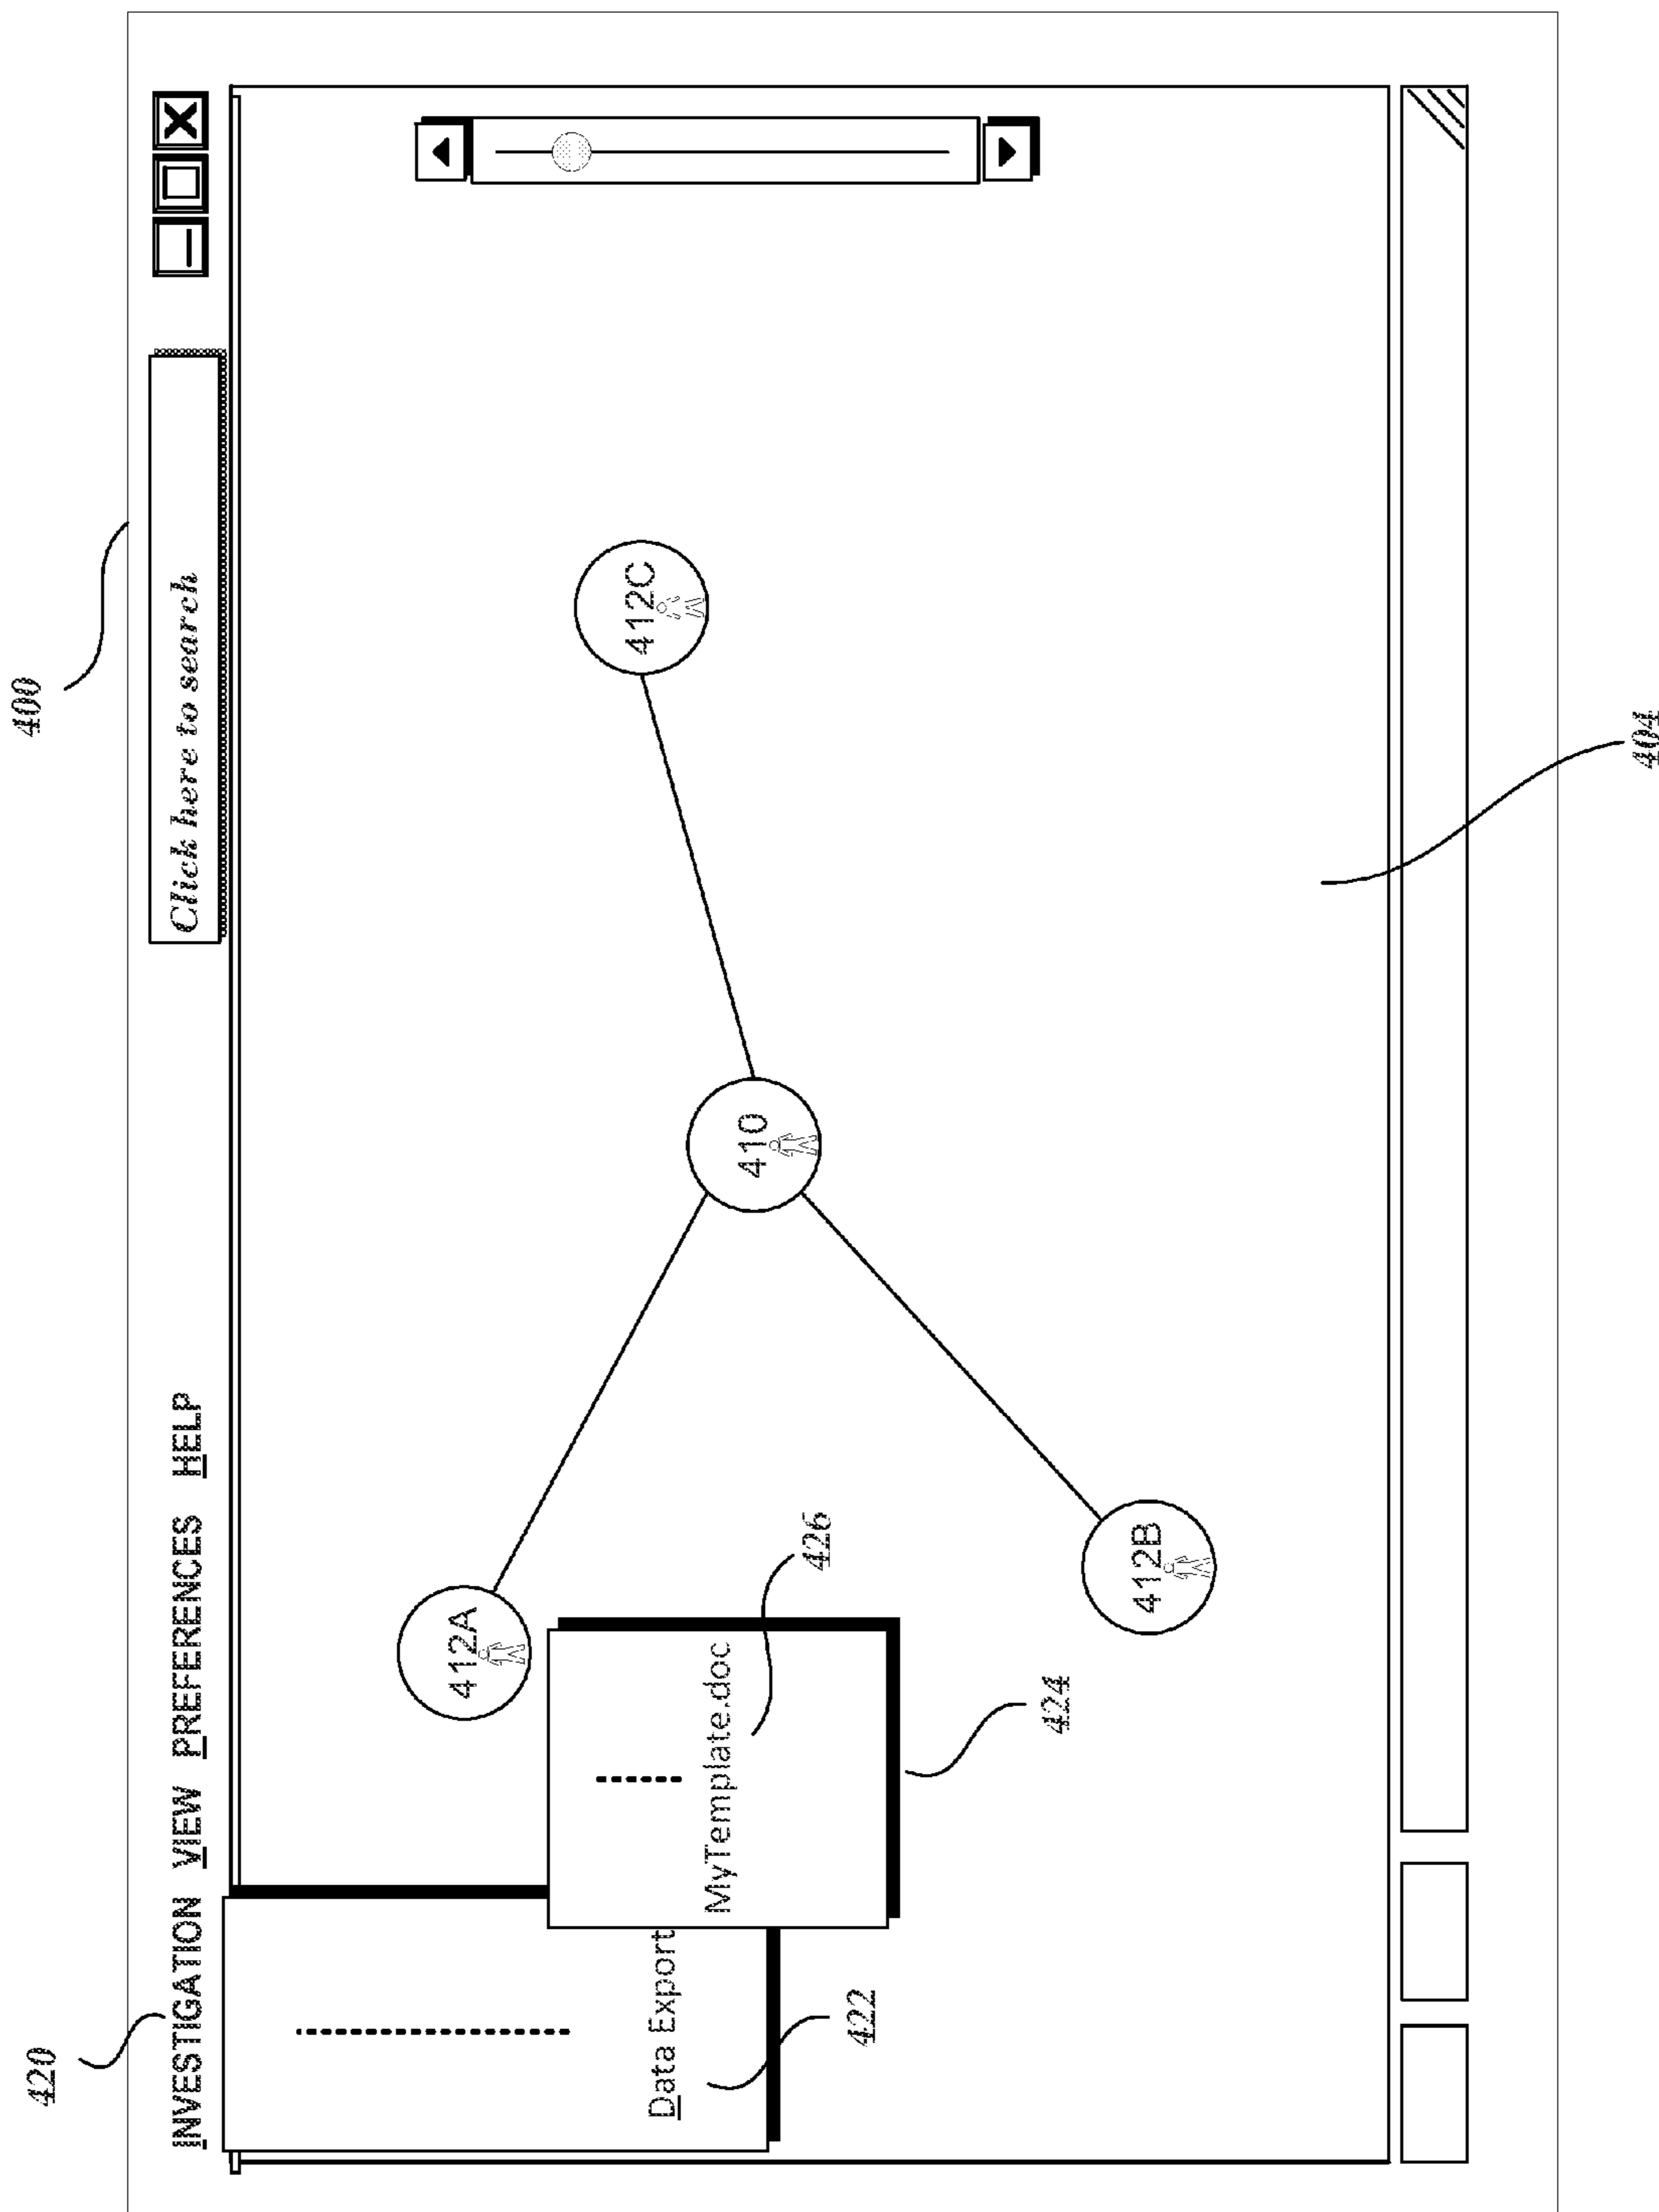 400
420
INVESTIGATION VIEW PREFERENCES HELP
Click here to search
412A
412C
410
412B
Data Export
MyTemplate.doc
426
422
424
404